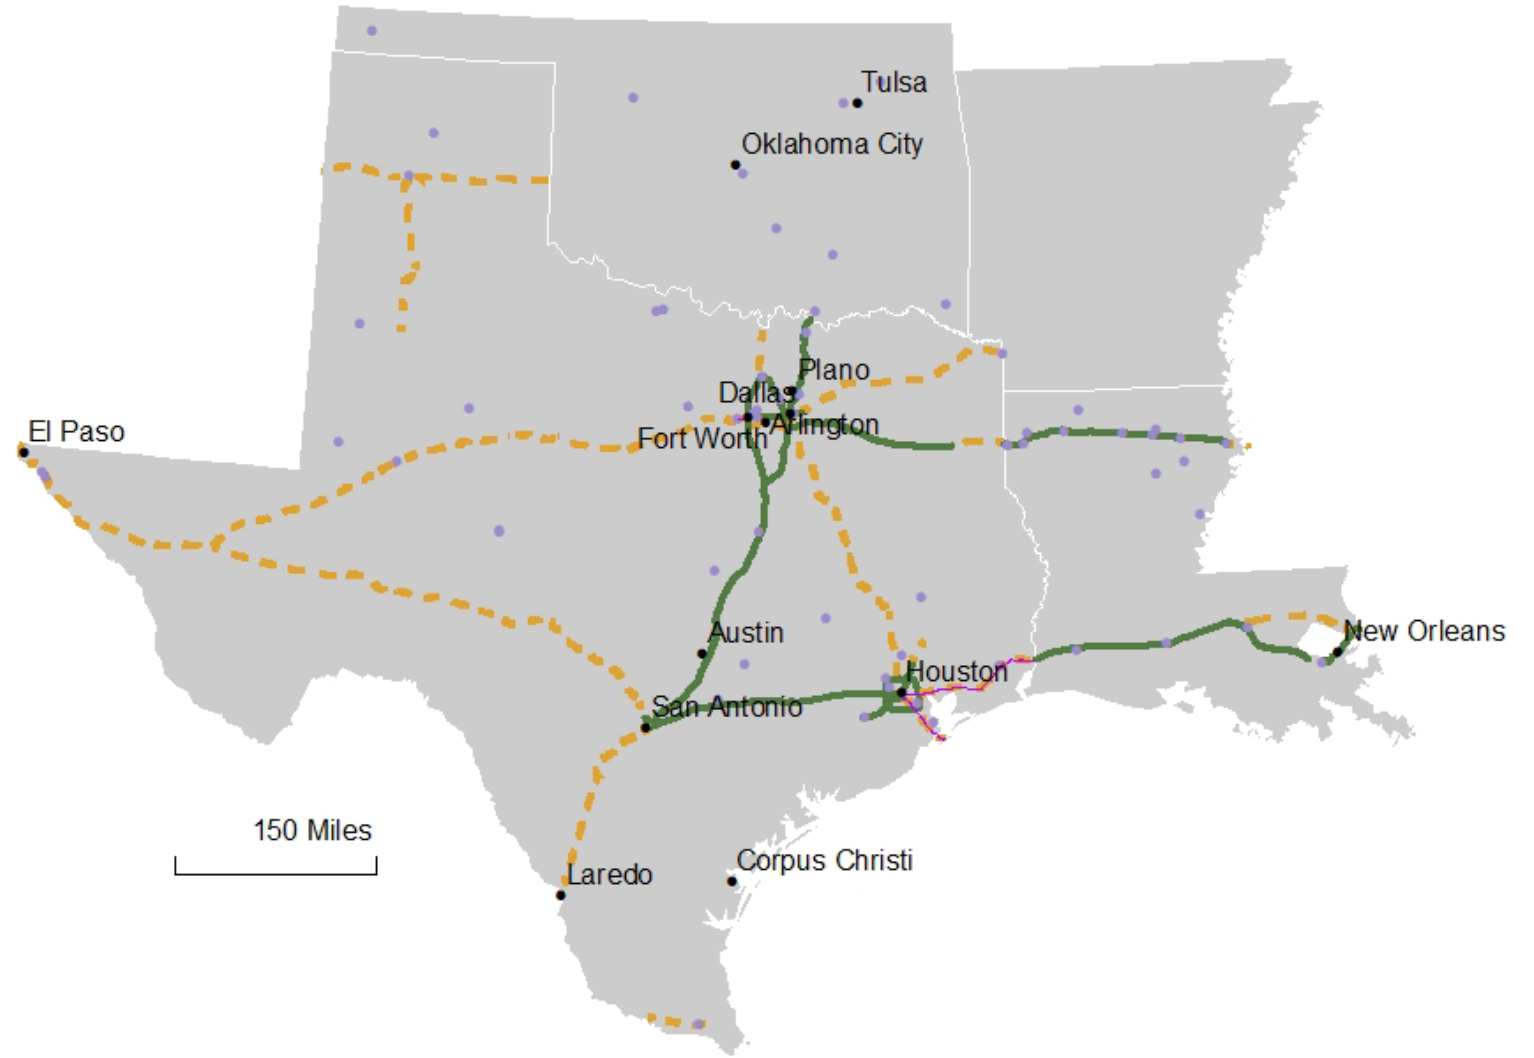 Tulsa
Oklahoma City
Plano
Dallas
Arlington
El Paso
Fort Worth
New Orleans
Austin
Houston
San Antonio
150 Miles
Corpus Christi
Laredo